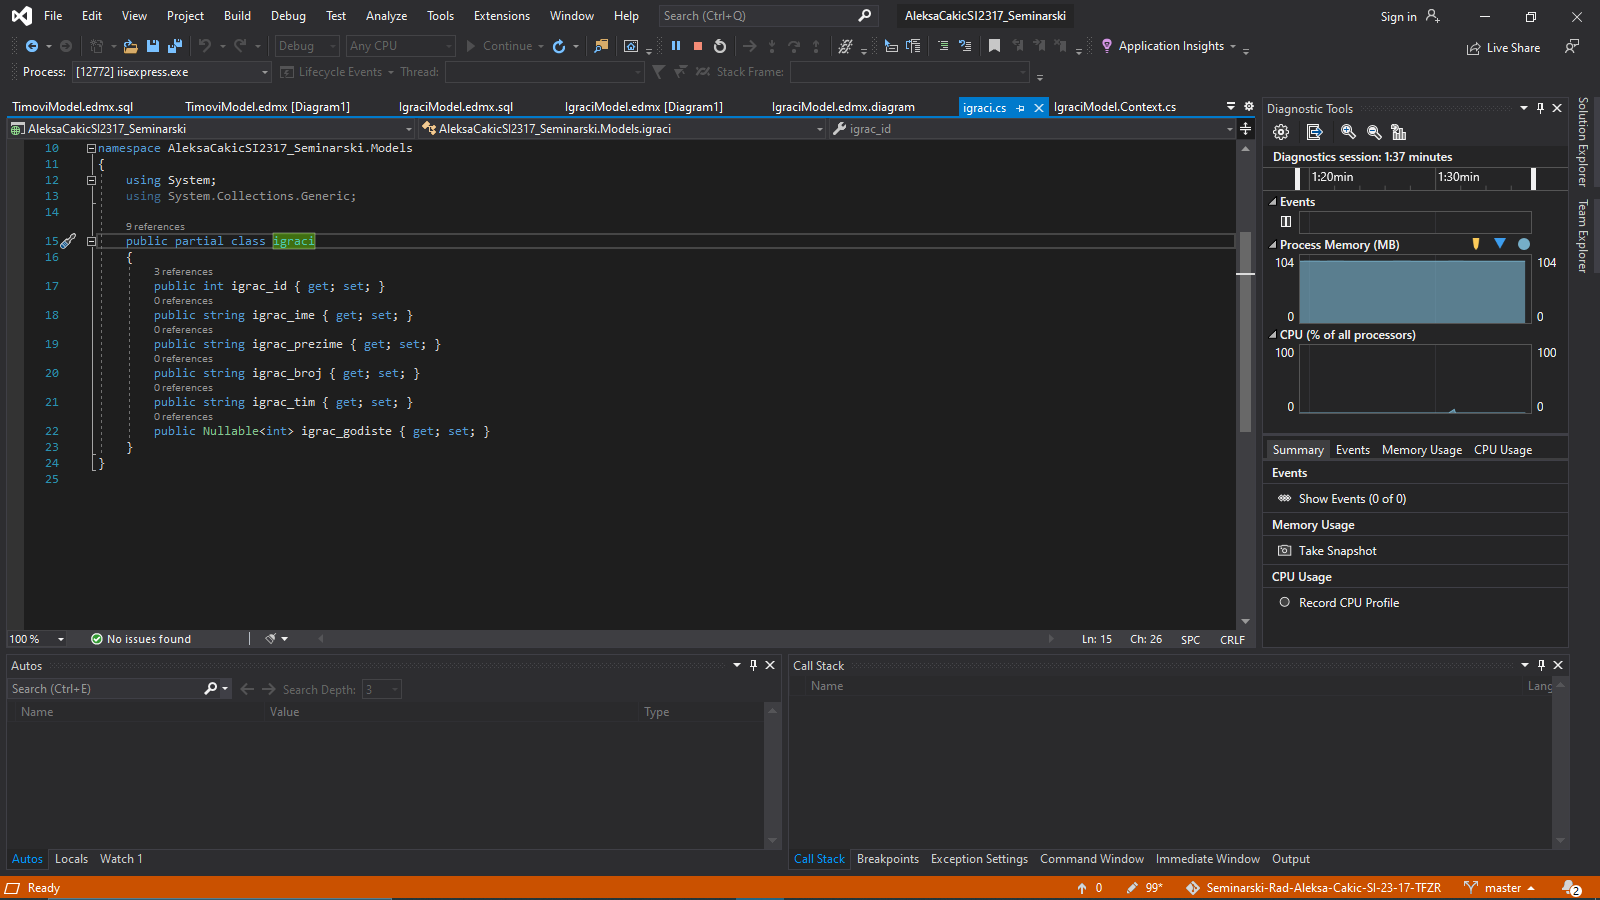 File Edit View Project Build Debug Test Analyze Tools Extensions Window Help Search (Ctrl+Q) AleksaCakicSI2317_Seminarski Sign in
Debug Any CPU Continue Application Insights Live Share
Process: [12772] iisexpress.exe Lifecycle Events Thread: Stack Frame:
TimoviModel.edmx.sql TimoviModel.edmx [Diagram1] IgraciModel.edmx.sql IgraciModel.edmx [Diagram1] IgraciModel.edmx.diagram igraci.cs IgraciModel.Context.cs
AleksaCakicSI2317_Seminarski AleksaCakicSI2317_Seminarski.Models.igraci igrac_id
10 namespace AleksaCakicSI2317_Seminarski.Models
11 {
12 using System;
13 using System.Collections.Generic;
14
9 references
15 public partial class igraci
16 {
3 references
17 public int igrac_id { get; set; }
0 references
18 public string igrac_ime { get; set; }
0 references
19 public string igrac_prezime { get; set; }
0 references
20 public string igrac_broj { get; set; }
0 references
21 public string igrac_tim { get; set; }
0 references
22 public Nullable<int> igrac_godiste { get; set; }
23 }
24 }
25
100 % No issues found Ln: 15 Ch: 26 SPC CRLF
Diagnostic Tools
Diagnostics session: 1:37 minutes
1:20min 1:30min
Events
Process Memory (MB)
104 104
0 0
CPU (% of all processors)
100 100
0 0
Summary Events Memory Usage CPU Usage
Events
Show Events (0 of 0)
Memory Usage
Take Snapshot
CPU Usage
Record CPU Profile
Solution Explorer
Team Explorer
Autos
Search (Ctrl+E) Search Depth: 3
Name Value Type
Autos Locals Watch 1
Call Stack
Name Lang
Call Stack Breakpoints Exception Settings Command Window Immediate Window Output
Ready 0 99* Seminarski-Rad-Aleksa-Cakic-SI-23-17-TFZR master 2